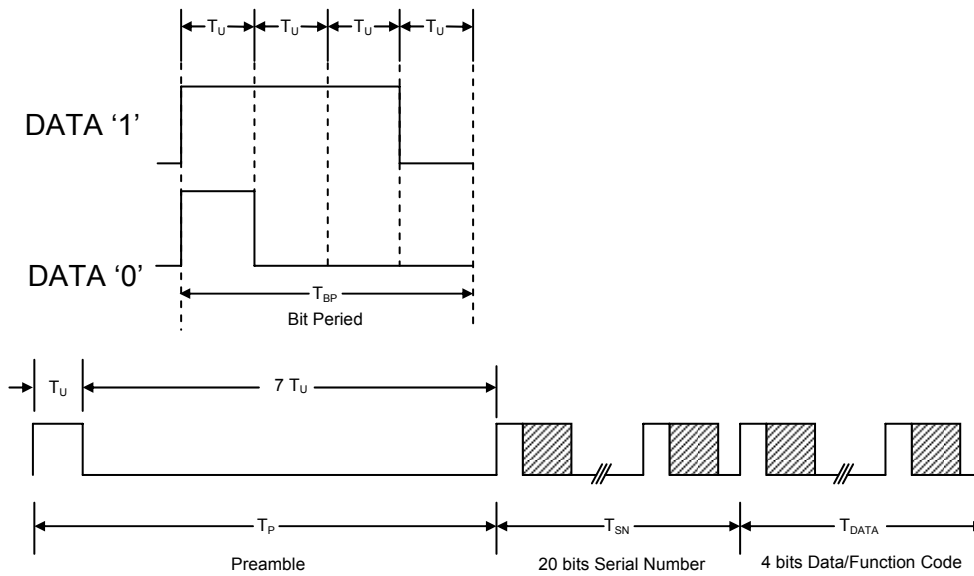 T_U T_U T_U T_U
DATA ‘1’
DATA ‘0’
T_BP
Bit Peried
T_U 7 T_U
T_P T_SN T_DATA
Preamble 20 bits Serial Number 4 bits Data/Function Code